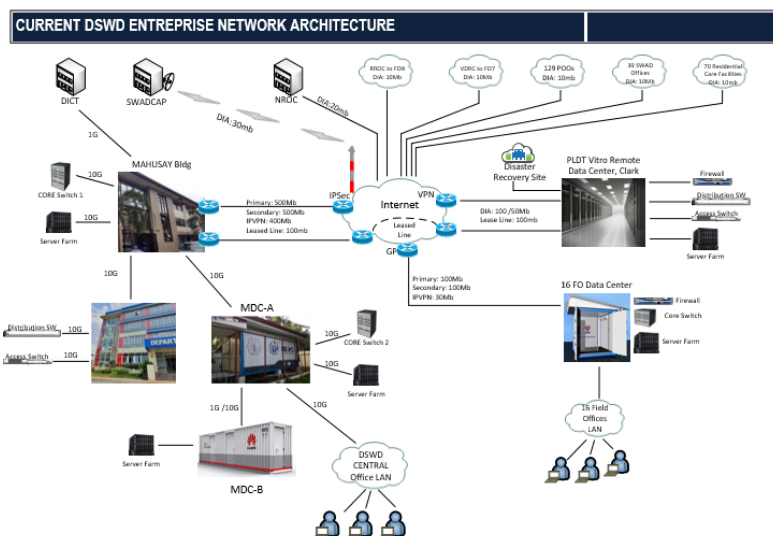 CURRENT DSWD ENTREPRISE NETWORK ARCHITECTURE
DICT
SWADCAP
NROC
NROC to FOIII
DIA: 10Mb
VDRC to FO7
DIA: 10Mb
129 POOs
DIA: 10mb
DIA: 10Mb
70 Residential
Care Facilities
DIA: 10mb
1G
DIA:30mb
DIA:20mb
MAHUSAY Bldg
10G
CORE Switch 1
10G
Server Farm
Primary: 500Mb
Secondary: 500Mb
IPVPN: 400Mb
Leased Line: 100mb
IPSec
VPN
Internet
Leased
Line
Disaster
Recovery Site
PLDT Vitro Remote
Data Center, Clark
Firewall
Distribution SW
Access Switch
Server Farm
DIA: 100/50Mb
Lease Line: 100mb
Primary: 100Mb
Secondary: 100Mb
IPVPN: 30Mb
16 FO Data Center
Firewall
Core Switch
Server Farm
10G
10G
MDC-A
Distribution SW
10G
Access Switch
10G
DEPART
10G
CORE Switch 2
10G
Server Farm
1G /10G
10G
Server Farm
MDC-B
DSWD
CENTRAL
Office LAN
16 Field
Offices
LAN